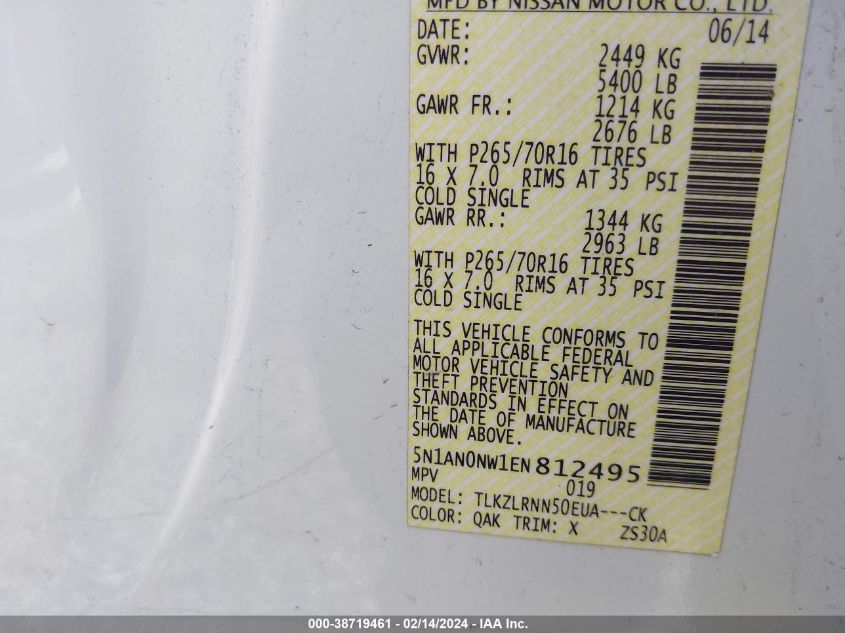 MFD BY NISSAN MOTOR CO., LTD.
DATE: 06/14
GVWR: 2449 KG
5400 LB
GAWR FR.: 1214 KG
2676 LB
WITH P265/70R16 TIRES
16 X 7.0 RIMS AT 35 PSI
COLD SINGLE
GAWR RR.: 1344 KG
2963 LB
WITH P265/70R16 TIRES
16 X 7.0 RIMS AT 35 PSI
COLD SINGLE
THIS VEHICLE CONFORMS TO
ALL APPLICABLE FEDERAL
MOTOR VEHICLE SAFETY AND
THEFT PREVENTION
STANDARDS IN EFFECT ON
THE DATE OF MANUFACTURE
SHOWN ABOVE.
5N1AN0NW1EN812495
MPV 019
MODEL: TLKZLRNN50EUA---CK
COLOR: QAK TRIM: X ZS30A
000-38719461 - 02/14/2024 - IAA Inc.